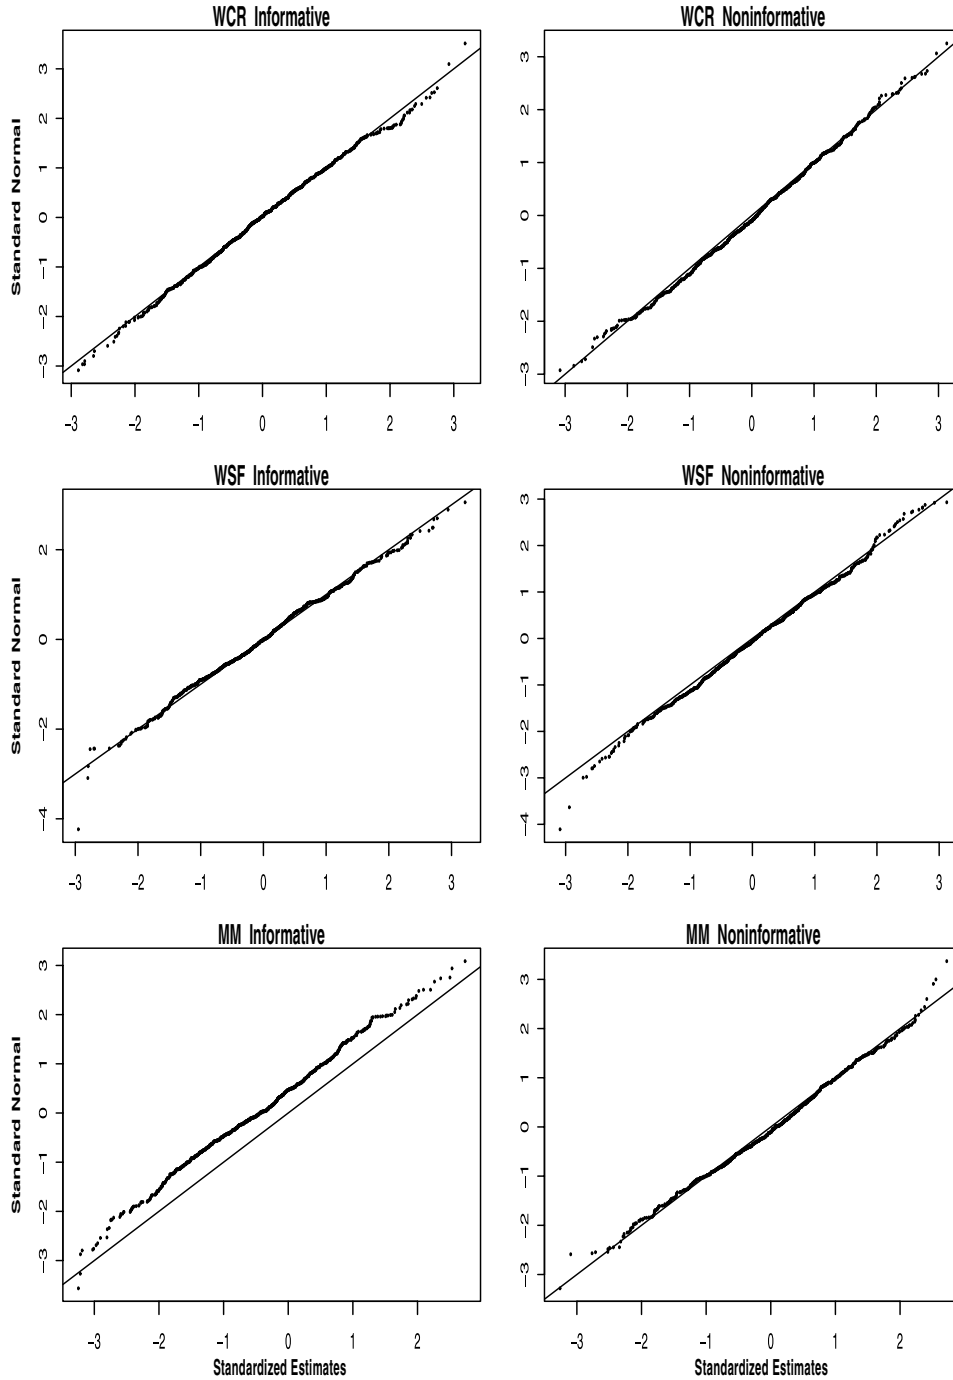 WCR Informative
WCR Noninformative
Standard Normal
3
2
1
0
−1
−2
−3
3
2
1
0
−1
−2
−3
−3 −2 −1 0 1 2 3
−3 −2 −1 0 1 2 3
WSF Informative
WSF Noninformative
Standard Normal
2
0
−2
−4
3
2
1
0
−1
−2
−3
−4
−3 −2 −1 0 1 2 3
−3 −2 −1 0 1 2 3
MM Informative
MM Noninformative
Standard Normal
3
2
1
0
−1
−2
−3
3
2
1
0
−1
−2
−3
−3 −2 −1 0 1 2
−3 −2 −1 0 1 2
Standardized Estimates
Standardized Estimates